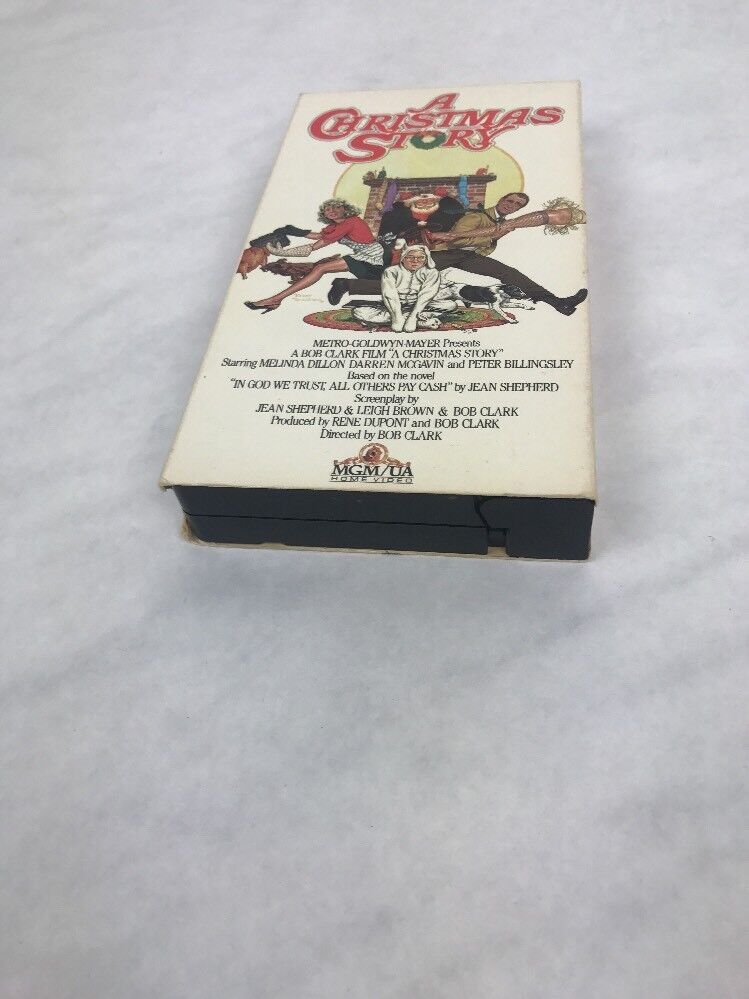 A
CHRISTMAS
STORY
METRO-GOLDWYN-MAYER Presents
A BOB CLARK FILM "A CHRISTMAS STORY"
Starring MELINDA DILLON DARREN MCGAVIN and PETER BILLINGSLEY
Based on the novel
"IN GOD WE TRUST, ALL OTHERS PAY CASH" by JEAN SHEPHERD
Screenplay by
JEAN SHEPHERD & LEIGH BROWN & BOB CLARK
Produced by RENE DUPONT and BOB CLARK
Directed by BOB CLARK
MGM/UA
HOME VIDEO